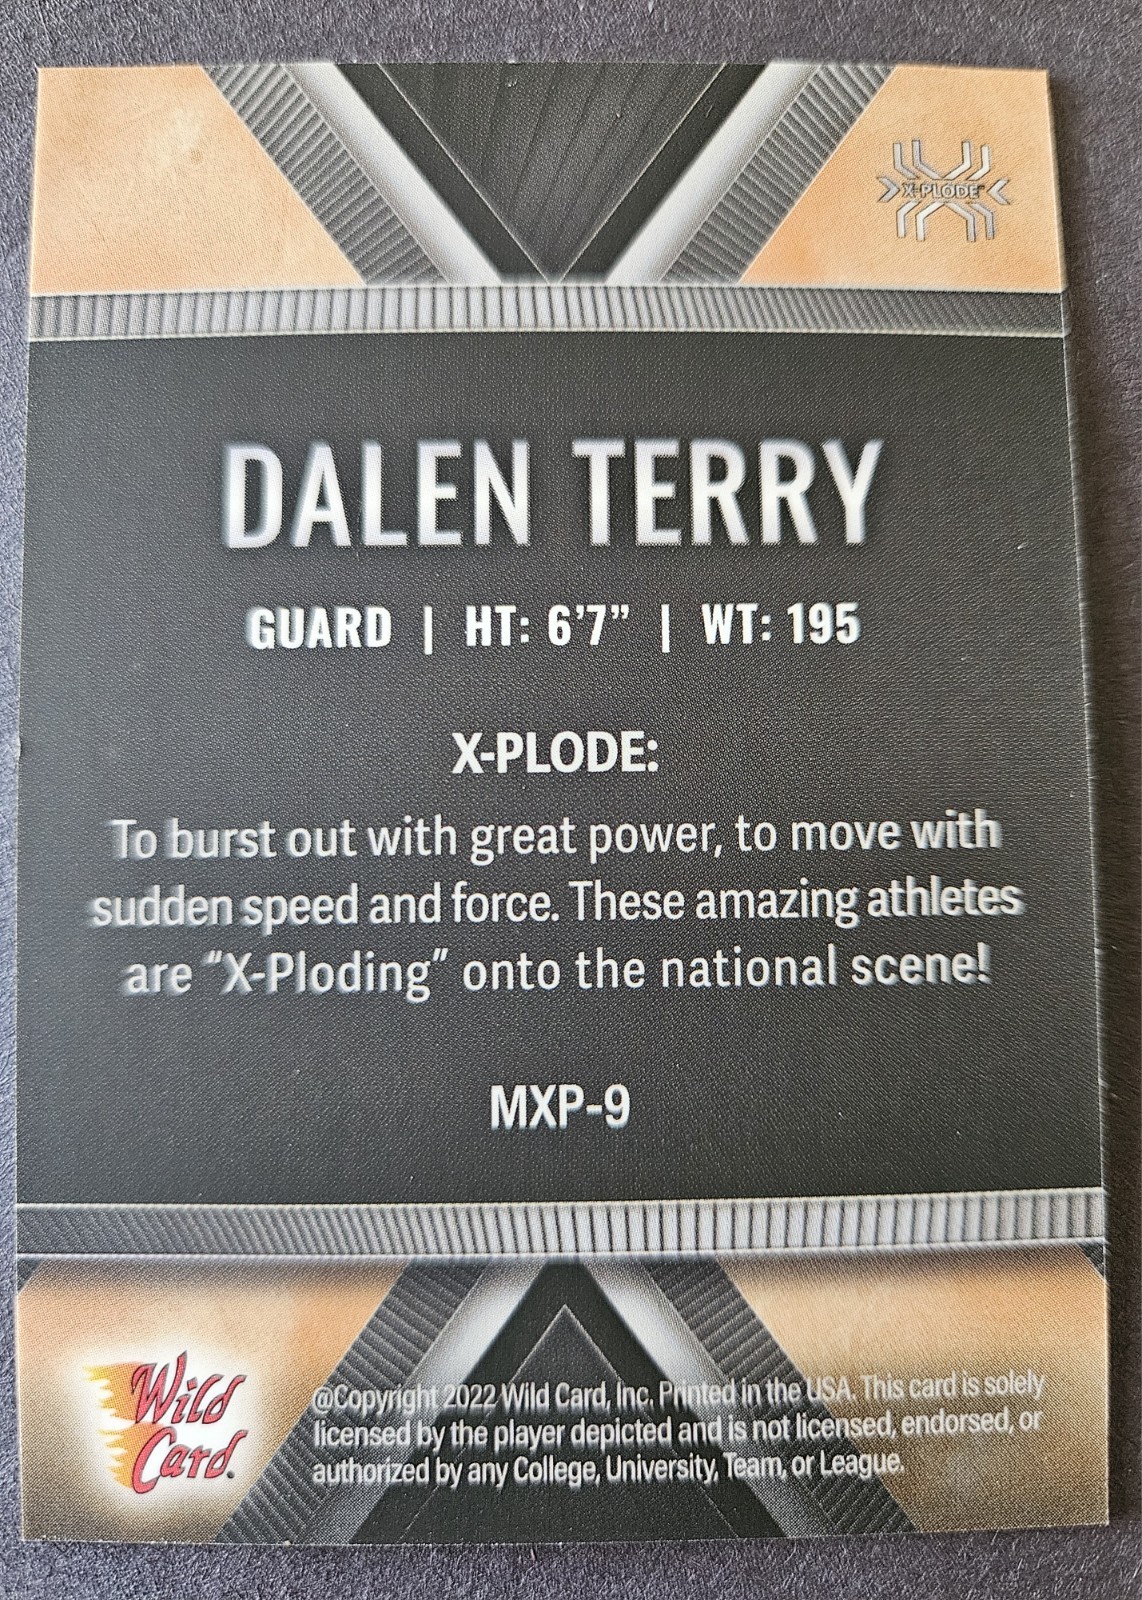 X-PLODE™
DALEN TERRY
GUARD | HT: 6'7" | WT: 195
X-PLODE:
To burst out with great power, to move with
sudden speed and force. These amazing athletes
are “X-Ploding” onto the national scene!
MXP-9
Wild
Card.
@Copyright 2022 Wild Card, Inc. Printed in the USA. This card is solely
licensed by the player depicted and is not licensed, endorsed, or
authorized by any College, University, Team, or League.